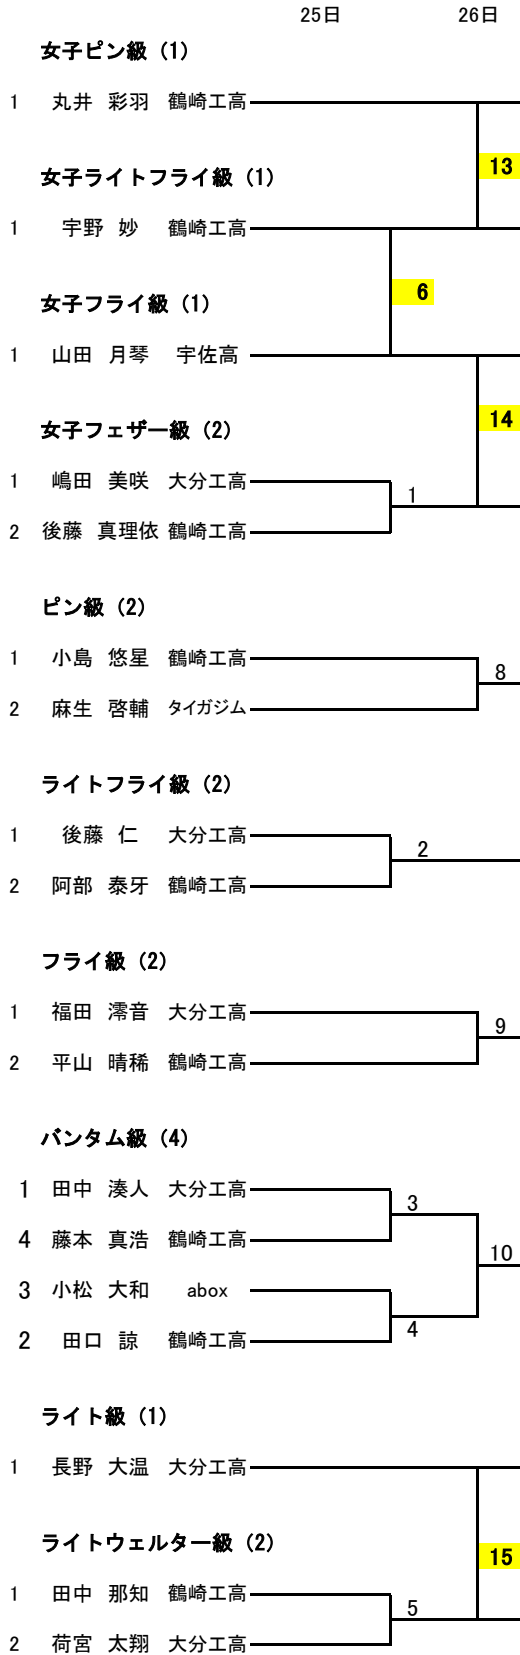 25日 26日
女子ピン級（1）
1 丸井 彩羽 鶴崎工高
13
女子ライトフライ級（1）
1 宇野 妙 鶴崎工高
6
女子フライ級（1）
1 山田 月琴 宇佐高
14
女子フェザー級（2）
1 嶋田 美咲 大分工高
1
2 後藤 真理依 鶴崎工高
ピン級（2）
1 小島 悠星 鶴崎工高
8
2 麻生 啓輔 タイガジム
ライトフライ級（2）
1 後藤 仁 大分工高
2
2 阿部 泰牙 鶴崎工高
フライ級（2）
1 福田 澪音 大分工高
9
2 平山 晴稀 鶴崎工高
バンタム級（4）
1 田中 湊人 大分工高
3
4 藤本 真浩 鶴崎工高
10
3 小松 大和 abox
4
2 田口 諒 鶴崎工高
ライト級（1）
1 長野 大温 大分工高
ライトウェルター級（2）
15
1 田中 那知 鶴崎工高
5
2 荷宮 太翔 大分工高